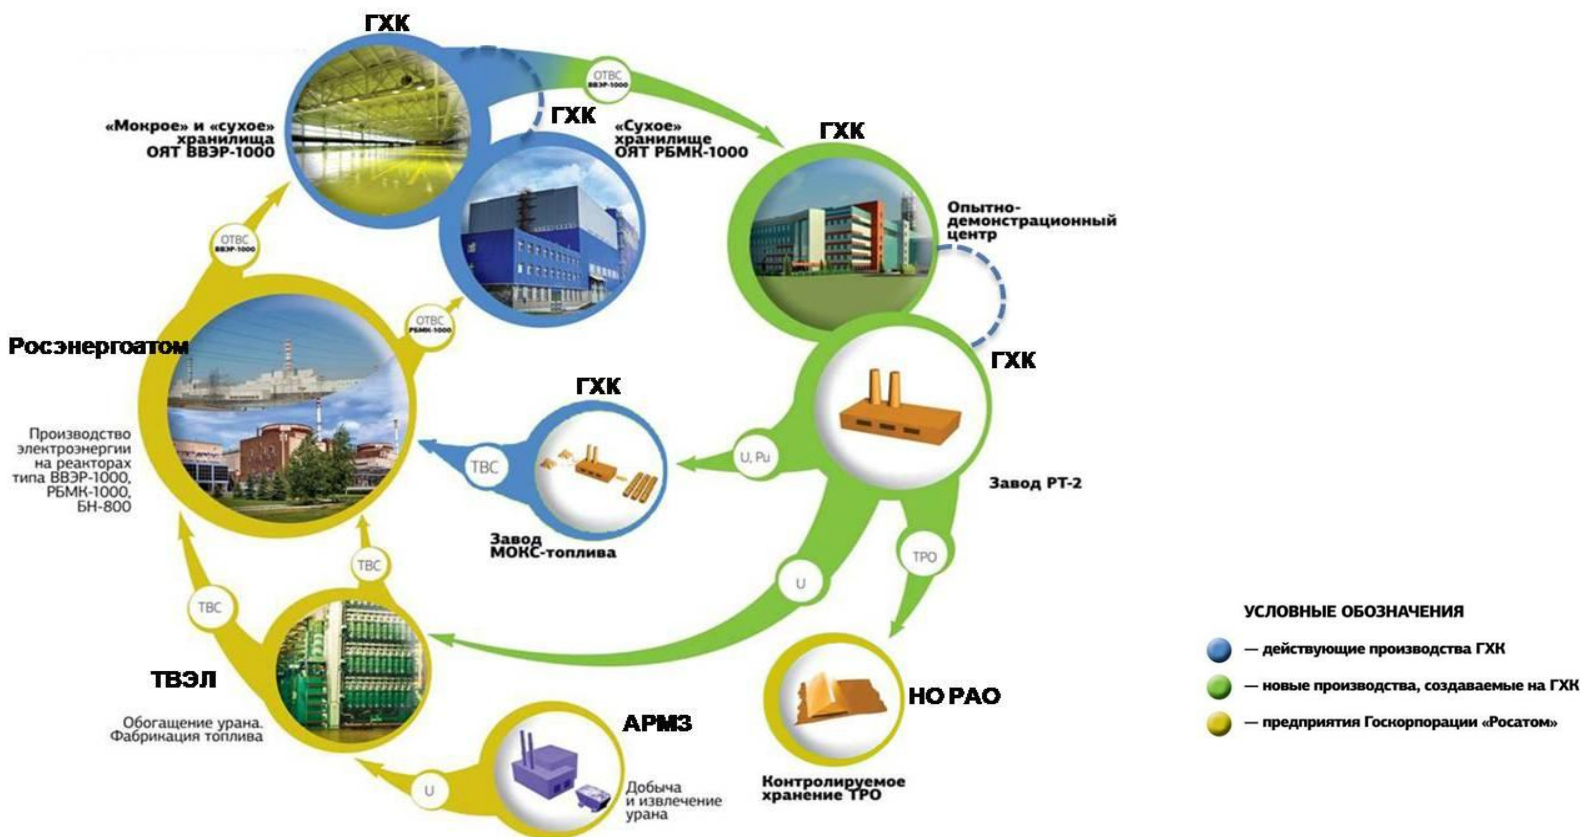 ГХК
ОТВС
ВВЭР-1000
«Мокрое» и «сухое»
хранилища
ОЯТ ВВЭР-1000
ГХК
«Сухое»
хранилище
ОЯТ РБМК-1000
ГХК
Опытно-
демонстрационный
центр
ОТВС
ВВЭР-1000
ОТВС
РБМК-1000
Росэнергоатом
Производство
электроэнергии
на реакторах
типа ВВЭР-1000,
РБМК-1000,
БН-800
ГХК
ТВС
Завод
МОКС-топлива
U, Pu
ГХК
Завод РТ-2
ТРО
U
ТВС
ТВС
ТВЭЛ
Обогащение урана.
Фабрикация топлива
U
АРМЗ
Добыча
и извлечение
урана
НО РАО
Контролируемое
хранение ТРО
УСЛОВНЫЕ ОБОЗНАЧЕНИЯ
— действующие производства ГХК
— новые производства, создаваемые на ГХК
— предприятия Госкорпорации «Росатом»